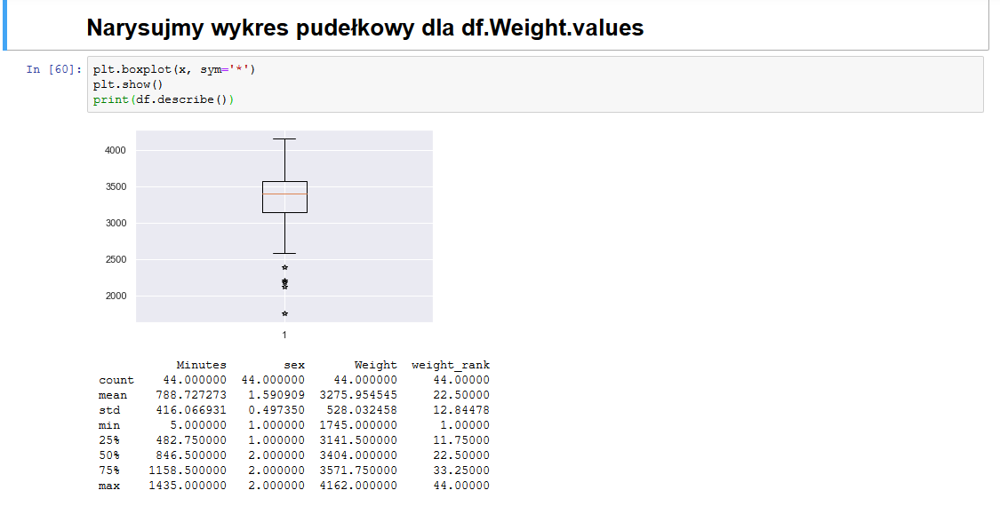 Narysujmy wykres pudełkowy dla df.Weight.values
In [60]: plt.boxplot(x, sym='*')
plt.show()
print(df.describe())
4000
3500
3000
2500
2000
1
Minutes sex Weight weight_rank
count 44.000000 44.000000 44.000000 44.00000
mean 788.727273 1.590909 3275.954545 22.50000
std 416.066931 0.497350 528.032458 12.84478
min 5.000000 1.000000 1745.000000 1.00000
25% 482.750000 1.000000 3141.500000 11.75000
50% 846.500000 2.000000 3404.000000 22.50000
75% 1158.500000 2.000000 3571.750000 33.25000
max 1435.000000 2.000000 4162.000000 44.00000